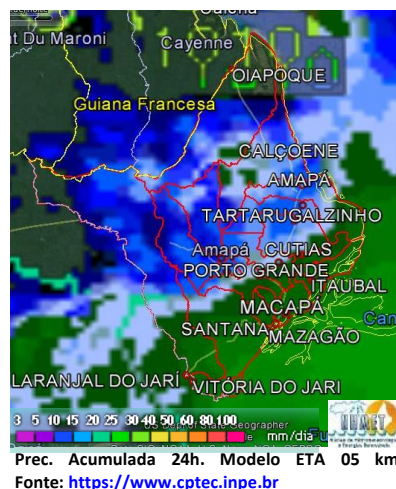 t Du Maroni
Cayenne
OIAPOQUE
Guiana Francesa
CALÇOENE
AMAPÁ
TARTARUGALZINHO
Amapá CUTIAS
PORTO GRANDE
ITAUBAL
MACAPÁ
SANTANA
MAZAGÃO
LARANJAL DO JARÍ
VITÓRIA DO JARI
3 5 10 15 20 25 30 40 50 60 80 100
mm/dia
Prec. Acumulada 24h. Modelo ETA 05 km
Fonte: https://www.cptec.inpe.br